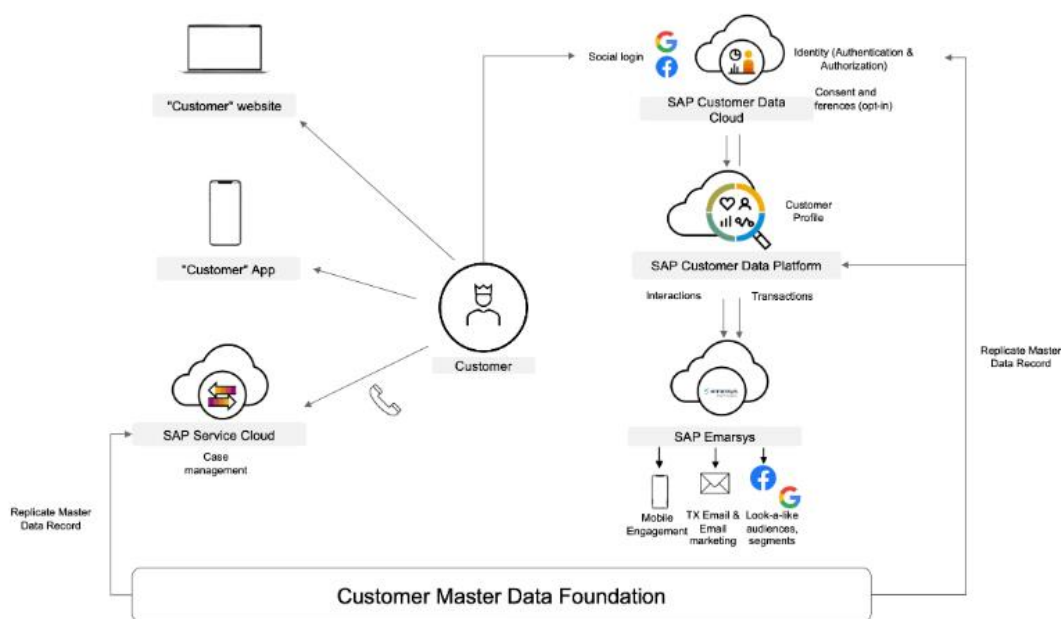 Social login
Identity (Authentication &
Authorization)
"Customer" website
SAP Customer Data
Cloud
Consent and
ferences (opt-in)
Customer
Profile
"Customer" App
SAP Customer Data Platform
Interactions
Transactions
Customer
Replicate Master
Data Record
SAP Service Cloud
Case
management
SAP Emarsys
Replicate Master
Data Record
Mobile
Engagement
TX Email &
Email
marketing
Look-a-like
audiences,
segments
Customer Master Data Foundation